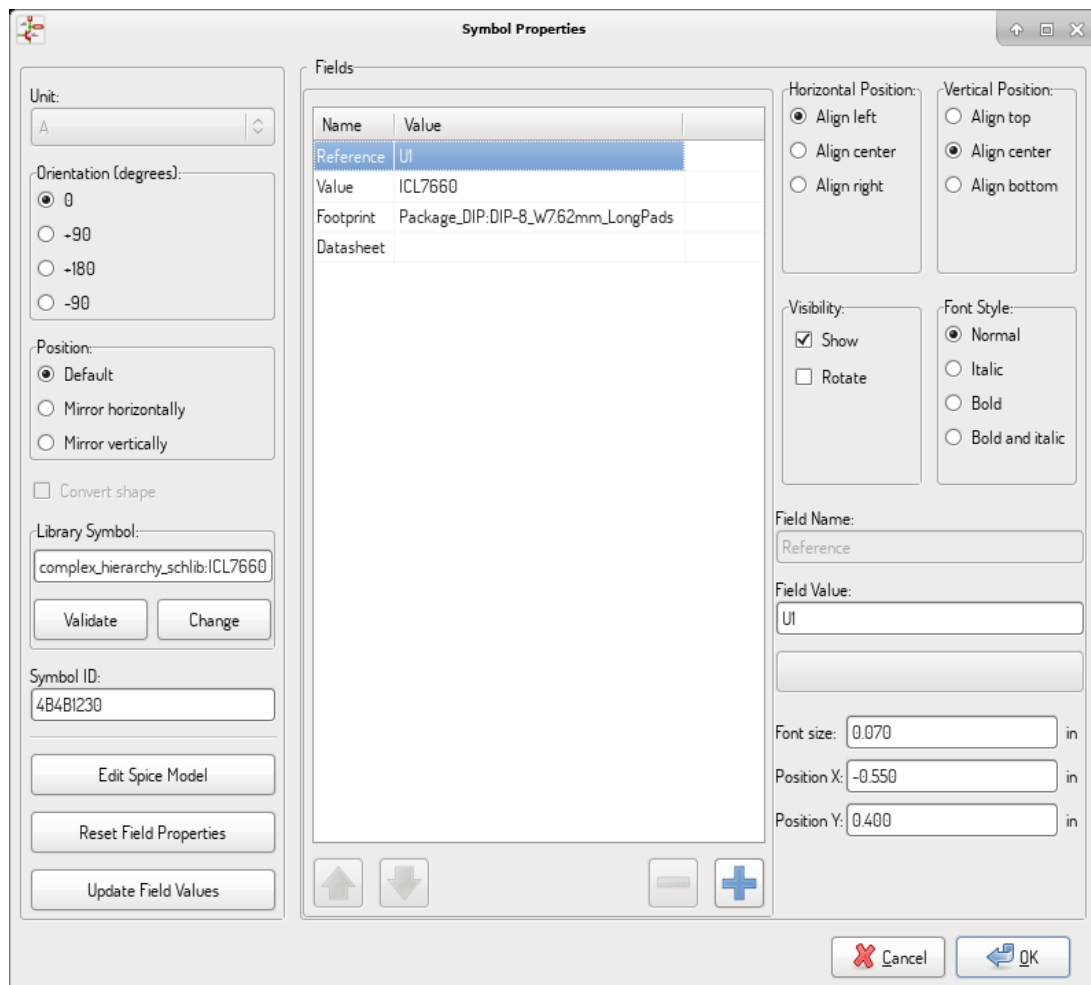 Symbol Properties
Unit:
A
Orientation (degrees):
0
+90
+180
-90
Position:
Default
Mirror horizontally
Mirror vertically
Convert shape
Library Symbol:
complex_hierarchy_schlib:ICL7660
Validate
Change
Symbol ID:
4B4B1230
Edit Spice Model
Reset Field Properties
Update Field Values
Fields
Name Value
Reference U1
Value ICL7660
Footprint Package_DIP:DIP-8_W7.62mm_LongPads
Datasheet
Horizontal Position:
Align left
Align center
Align right
Vertical Position:
Align top
Align center
Align bottom
Visibility:
Show
Rotate
Font Style:
Normal
Italic
Bold
Bold and italic
Field Name:
Reference
Field Value:
U1
Font size: 0.070 in
Position X: -0.550 in
Position Y: 0.400 in
Cancel
OK